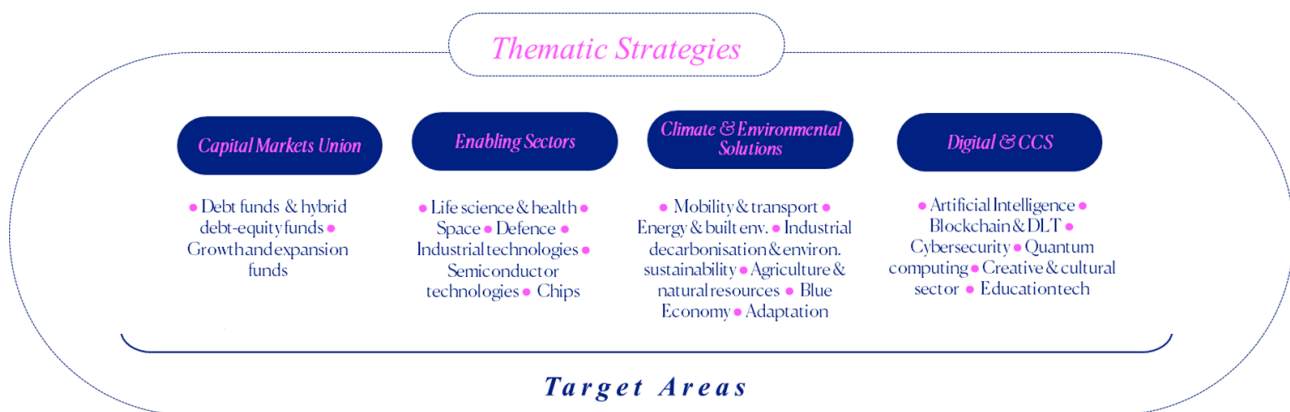 Thematic Strategies
Capital Markets Union
• Debt funds & hybrid
debt-equity funds •
Growth and expansion
funds
Enabling Sectors
• Life science & health •
Space • Defence •
Industrial technologies •
Semiconductor
technologies • Chips
Climate & Environmental
Solutions
• Mobility & transport •
Energy & built env. • Industrial
decarbonisation & environ.
sustainability • Agriculture &
natural resources • Blue
Economy • Adaptation
Digital & CCS
• Artificial Intelligence •
Blockchain & DLT •
Cybersecurity • Quantum
computing • Creative & cultural
sector • Education tech
Target Areas